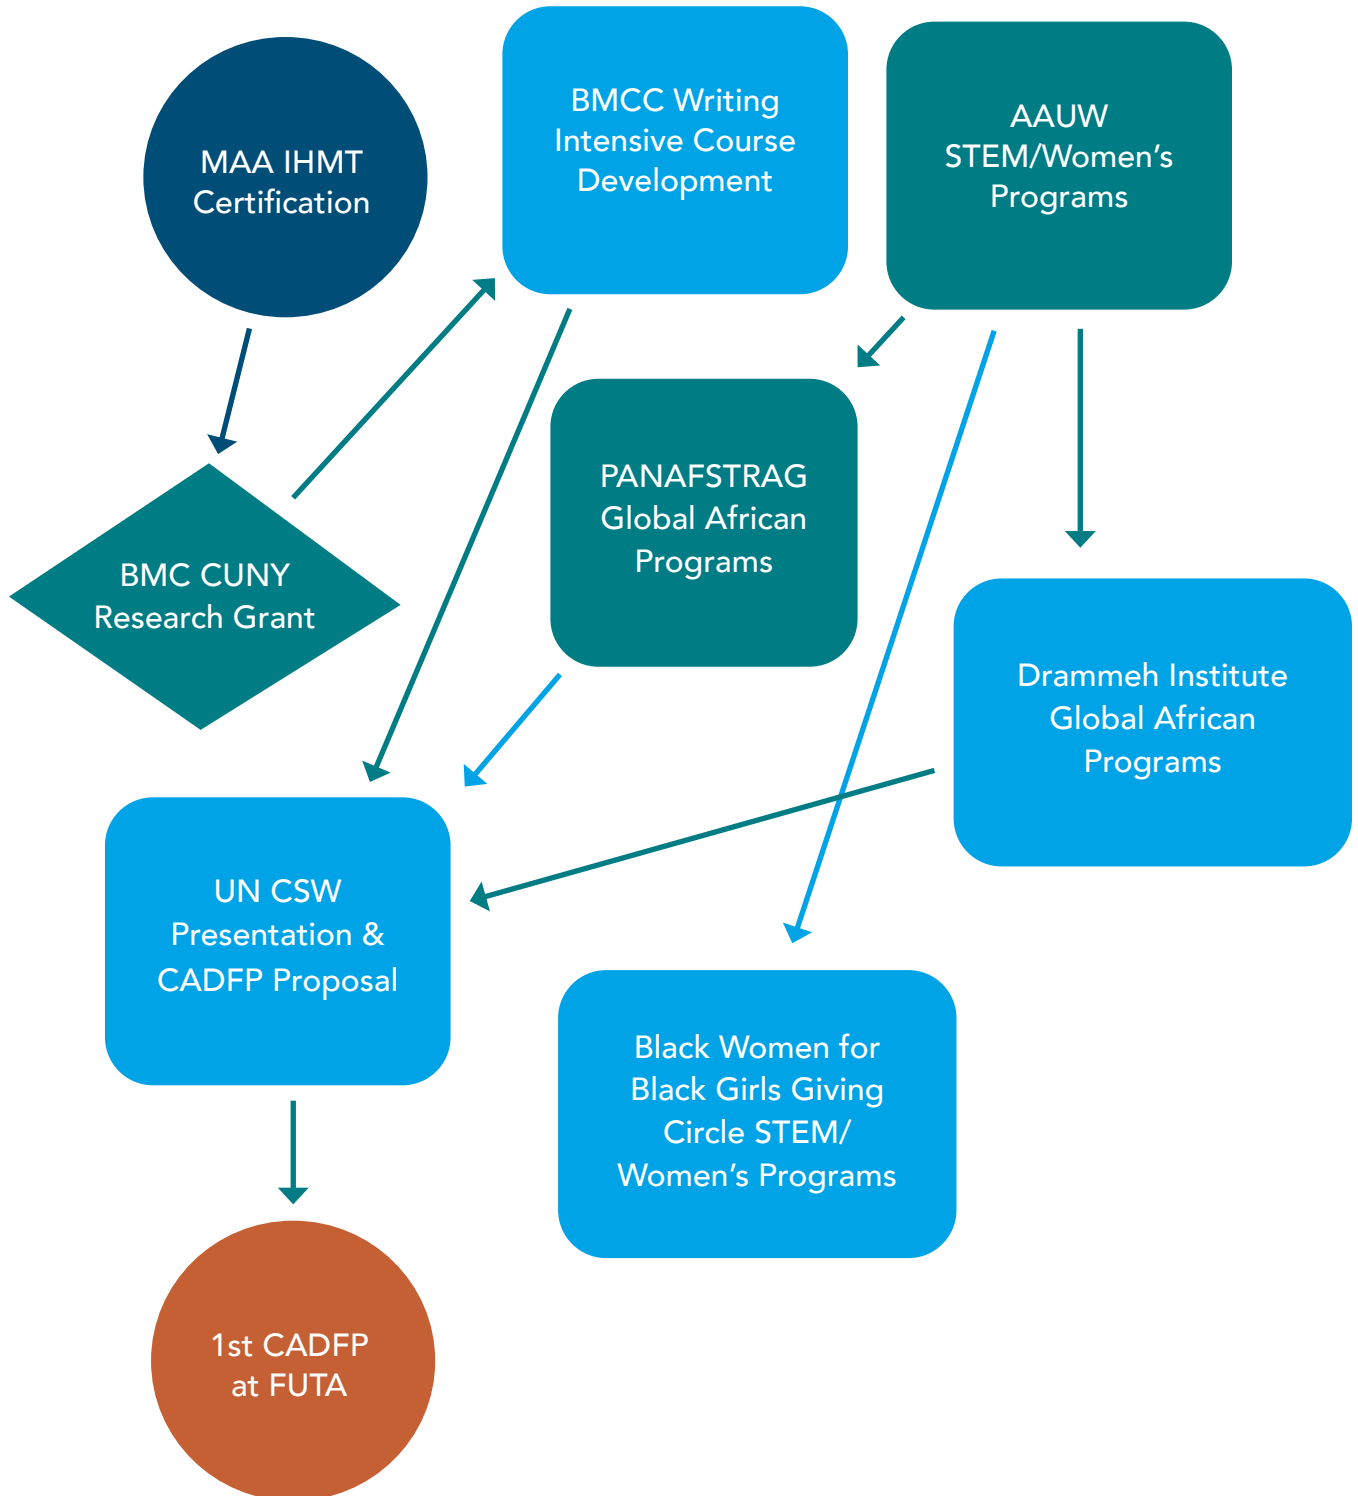 MAA IHMT
Certification
BMCC Writing
Intensive Course
Development
AAUW
STEM/Women’s
Programs
PANAFSTRAG
Global African
Programs
BMC CUNY
Research Grant
Drammeh Institute
Global African
Programs
UN CSW
Presentation &
CADFP Proposal
Black Women for
Black Girls Giving
Circle STEM/
Women’s Programs
1st CADFP
at FUTA